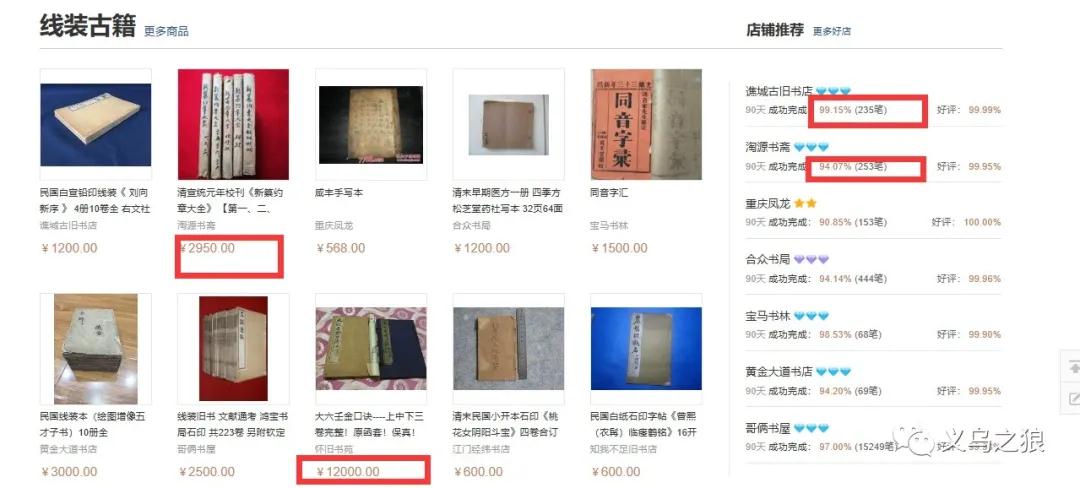 线装古籍 更多商品
民国白宣铅印线装《 刘向
新序 》 4册10卷全 右文社
谯城古旧书店
￥1200.00
清宣统元年校刊《新纂约
章大全》【第一、二、
淘源书斋
￥2950.00
咸丰手写本
重庆凤龙
￥568.00
清末早期医方一册 四季方
松芝堂药社写本 32页64面
合众书局
￥1200.00
同音字彙
同音字汇
宝马书林
￥1500.00
民国线装本（绘图增像五
才子书）10册全
黄金大道书店
￥3000.00
线装旧书 文献通考 鸿宝书
局石印 共223卷 另附钦定
哥俩书屋
￥2500.00
大六壬金口诀----上中下三
卷完整！原函套！保真！
怀旧书苑
￥12000.00
清末民国小开本石印《桃
花女阴阳斗宝》四卷合订
江门经纬书店
￥600.00
民国白纸石印字帖《曾熙
（农髯）临瘗鹤铭》16开
知我不足旧书店
￥600.00
店铺推荐 更多好店
谯城古旧书店
90天 成功完成： 99.15% (235笔) 好评： 99.99%
淘源书斋
90天 成功完成： 94.07% (253笔) 好评： 99.95%
重庆凤龙
90天 成功完成： 90.85% (153笔) 好评： 100.00%
合众书局
90天 成功完成： 94.14% (444笔) 好评： 99.96%
宝马书林
90天 成功完成： 98.53% (68笔) 好评： 99.90%
黄金大道书店
90天 成功完成： 94.20% (69笔) 好评： 99.95%
哥俩书屋
90天 成功完成： 97.00% (15249笔) 好评：
义乌之狼